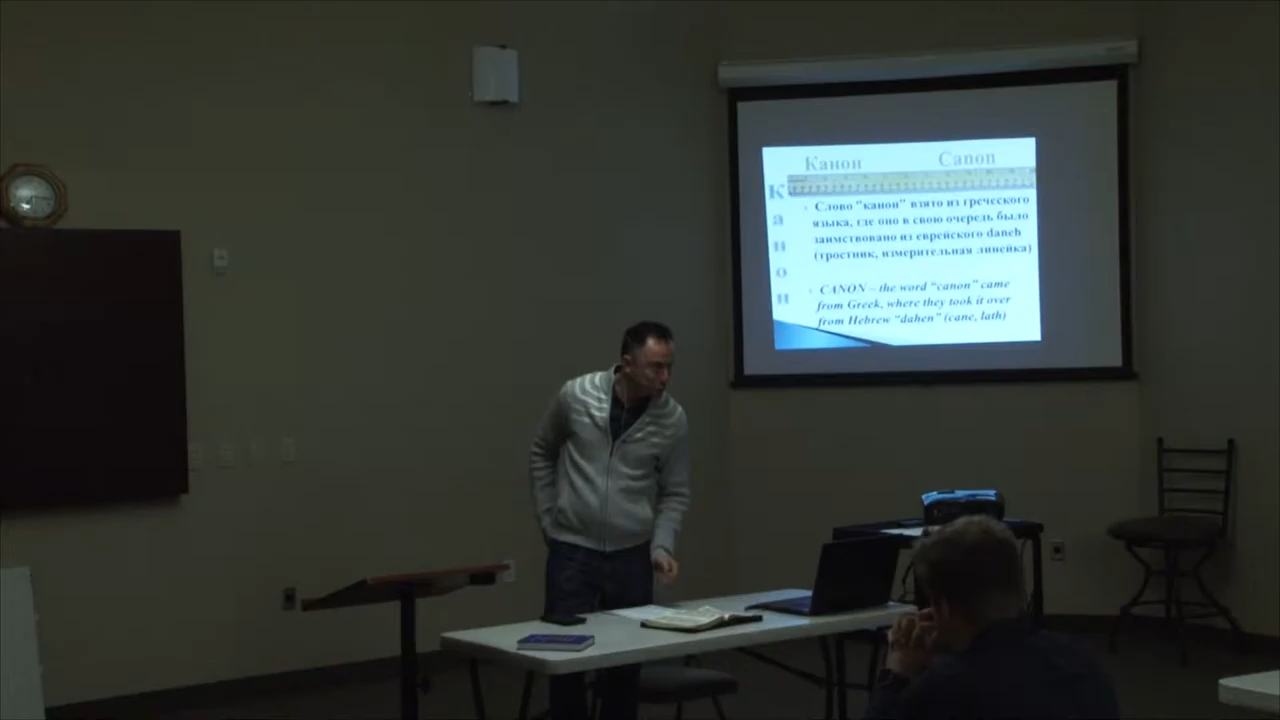 Канон Canon
К
а
н
о
н
Слово "канон" взято из греческого
языка, где оно в свою очередь было
заимствовано из еврейского daneh
(тростник, измерительная линейка)
CANON – the word “canon” came
from Greek, where they took it over
from Hebrew “dahen” (cane, lath)